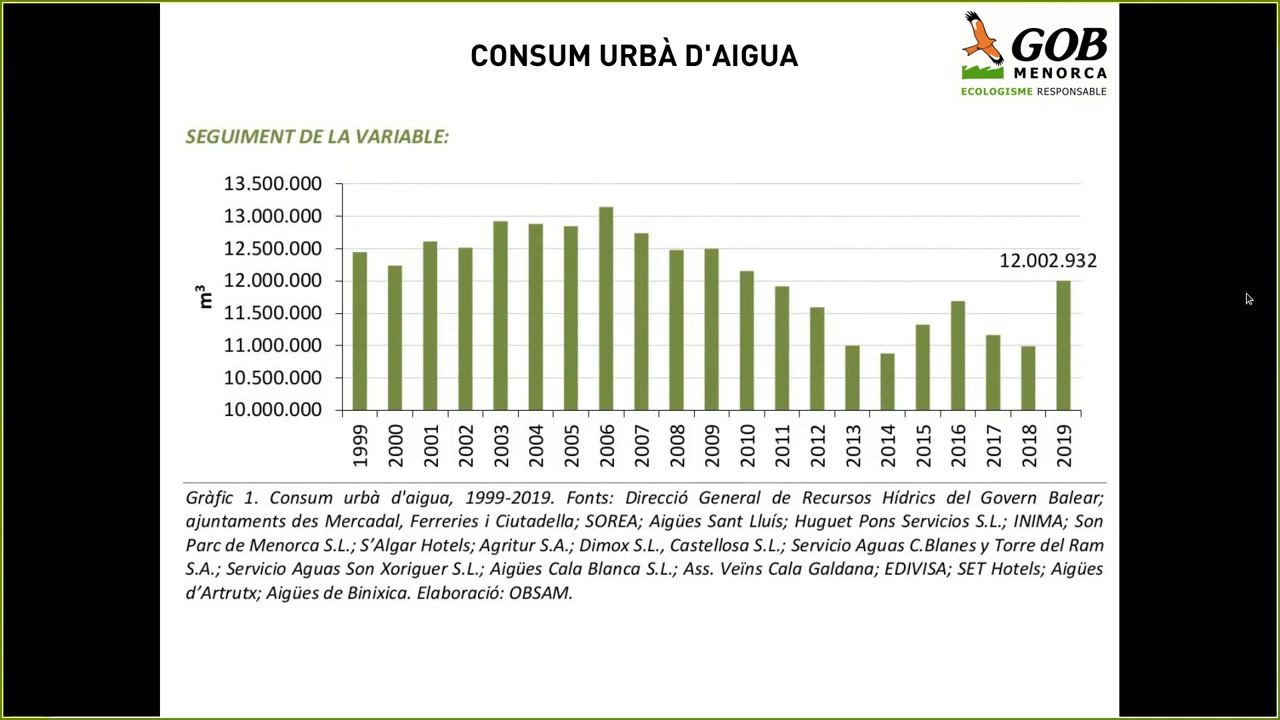 CONSUM URBÀ D'AIGUA
GOB
MENORCA
ECOLOGISME RESPONSABLE
SEGUIMENT DE LA VARIABLE:
13.500.000
13.000.000
12.500.000
12.000.000
11.500.000
11.000.000
10.500.000
10.000.000
m³
12.002.932
1999
2000
2001
2002
2003
2004
2005
2006
2007
2008
2009
2010
2011
2012
2013
2014
2015
2016
2017
2018
2019
Gràfic 1. Consum urbà d'aigua, 1999-2019. Fonts: Direcció General de Recursos Hídrics del Govern Balear;
ajuntaments des Mercadal, Ferreries i Ciutadella; SOREA; Aigües Sant Lluís; Huguet Pons Servicios S.L.; INIMA; Son
Parc de Menorca S.L.; S’Algar Hotels; Agritur S.A.; Dimox S.L., Castellosa S.L.; Servicio Aguas C.Blanes y Torre del Ram
S.A.; Servicio Aguas Son Xoriguer S.L.; Aigües Cala Blanca S.L.; Ass. Veïns Cala Galdana; EDIVISA; SET Hotels; Aigües
d’Artrutx; Aigües de Binixica. Elaboració: OBSAM.